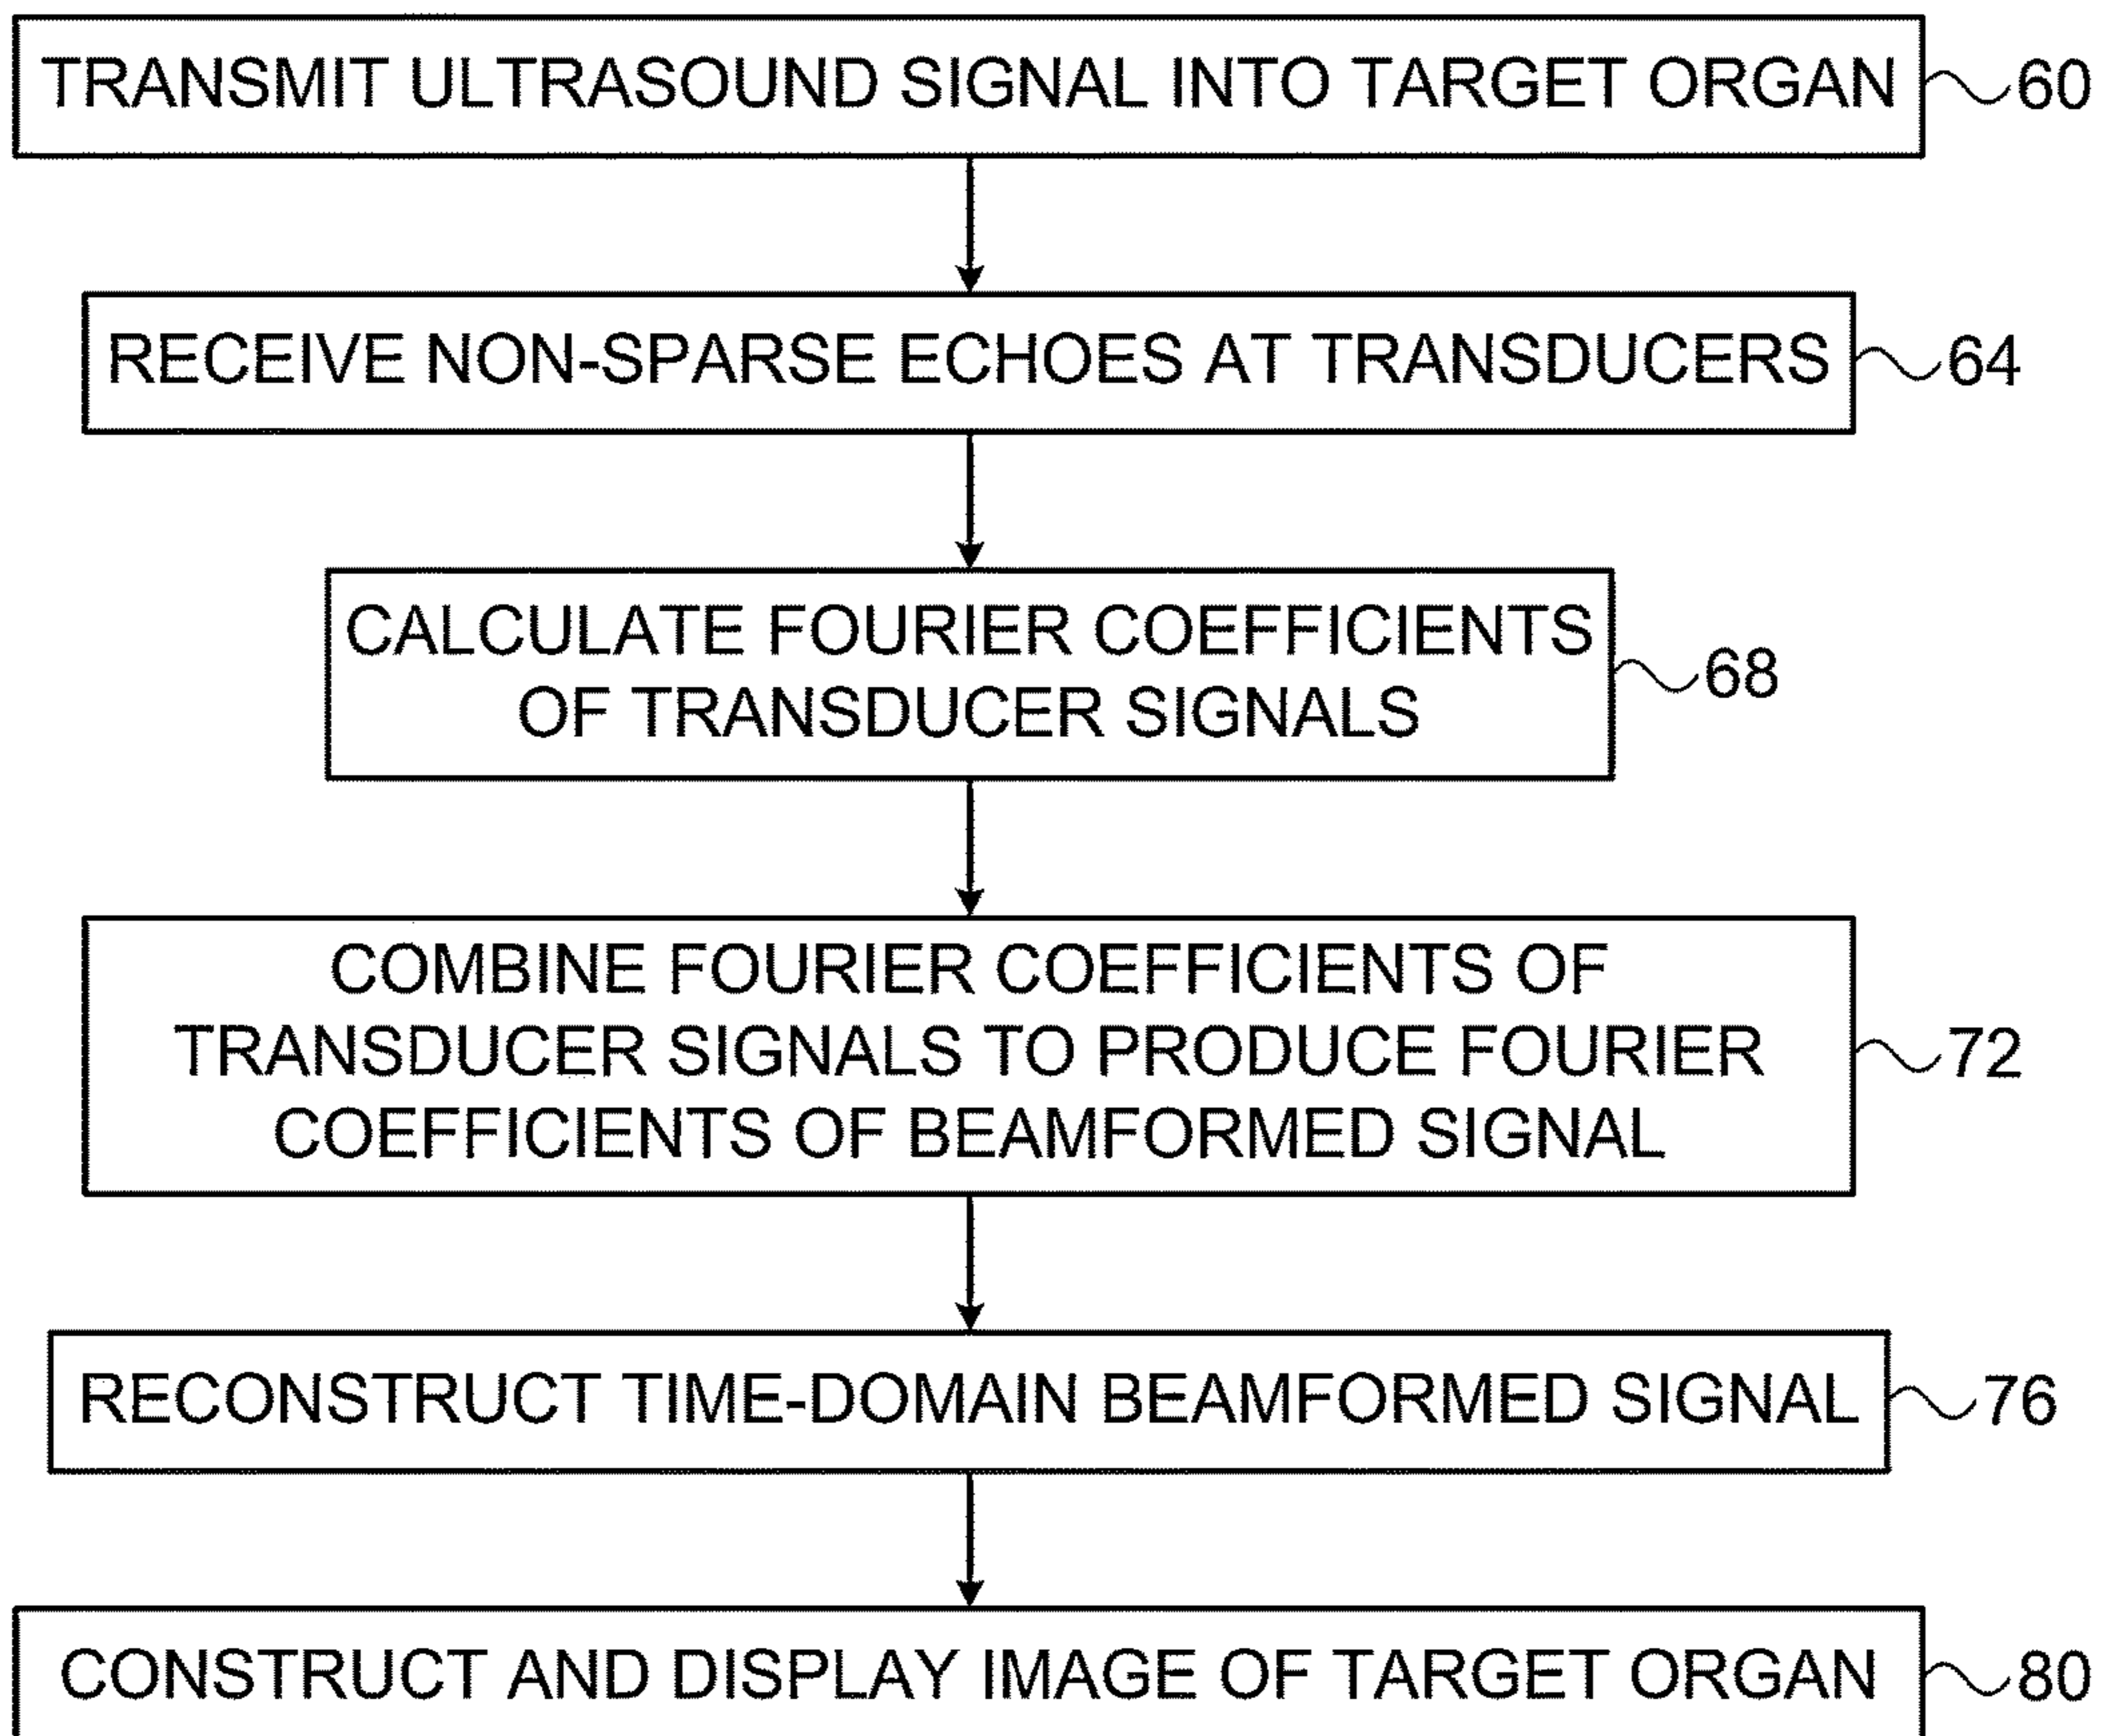 TRANSMIT ULTRASOUND SIGNAL INTO TARGET ORGAN 60
RECEIVE NON-SPARSE ECHOES AT TRANSDUCERS 64
CALCULATE FOURIER COEFFICIENTS
OF TRANSDUCER SIGNALS
68
COMBINE FOURIER COEFFICIENTS OF
TRANSDUCER SIGNALS TO PRODUCE FOURIER
COEFFICIENTS OF BEAMFORMED SIGNAL
72
RECONSTRUCT TIME-DOMAIN BEAMFORMED SIGNAL 76
CONSTRUCT AND DISPLAY IMAGE OF TARGET ORGAN 80